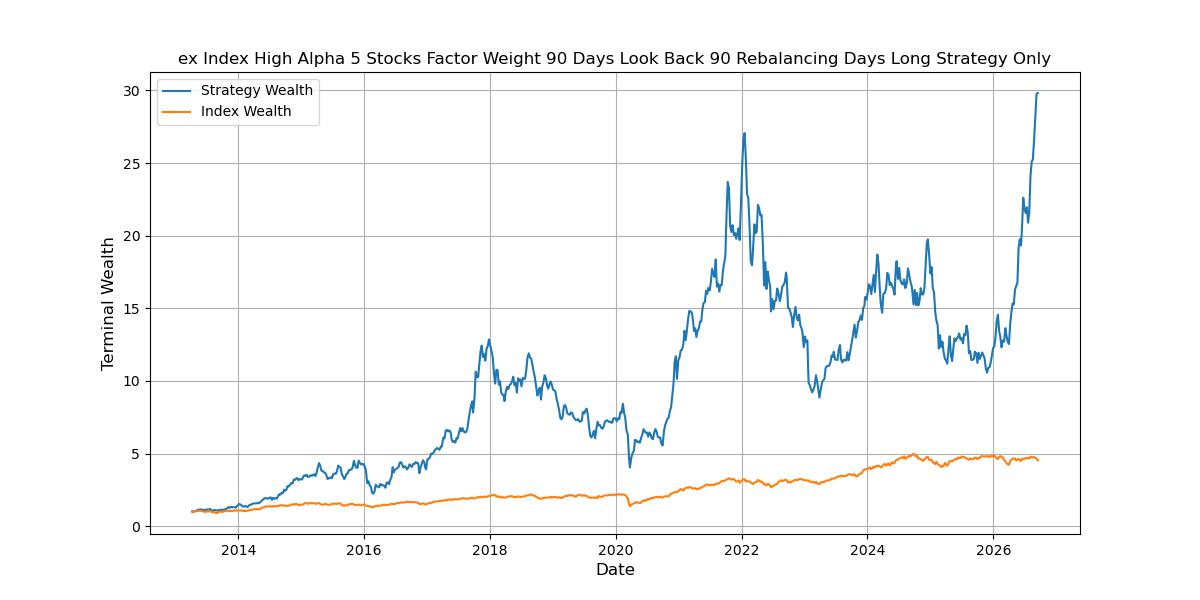 ex Index High Alpha 5 Stocks Factor Weight 90 Days Look Back 90 Rebalancing Days Long Strategy Only
Strategy Wealth
Index Wealth
Terminal Wealth
30
25
20
15
10
5
0
2014 2016 2018 2020 2022 2024 2026
Date